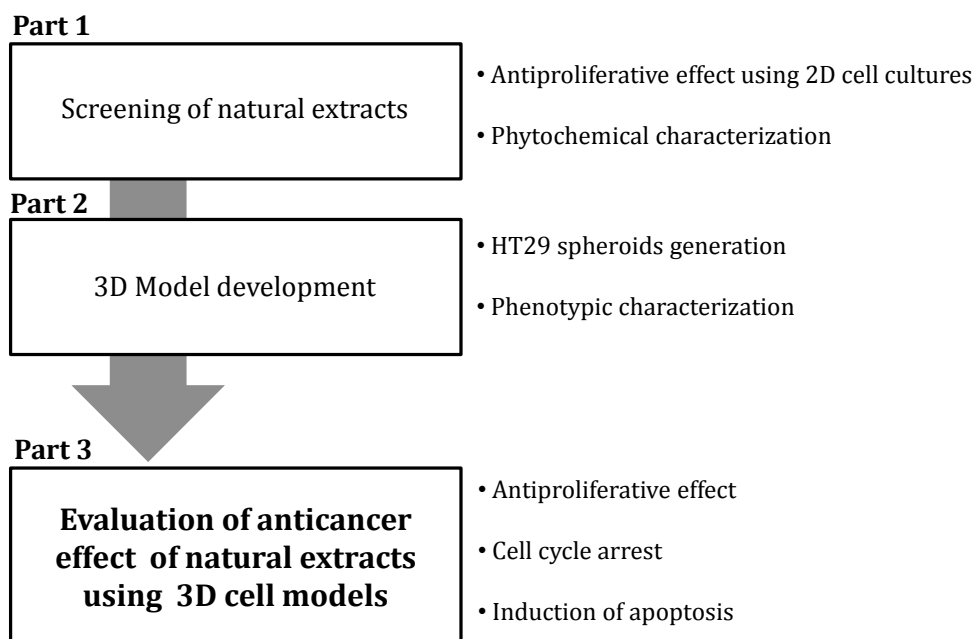 Part 1
Screening of natural extracts
• Antiproliferative effect using 2D cell cultures
• Phytochemical characterization
Part 2
3D Model development
• HT29 spheroids generation
• Phenotypic characterization
Part 3
Evaluation of anticancer
effect of natural extracts
using 3D cell models
• Antiproliferative effect
• Cell cycle arrest
• Induction of apoptosis